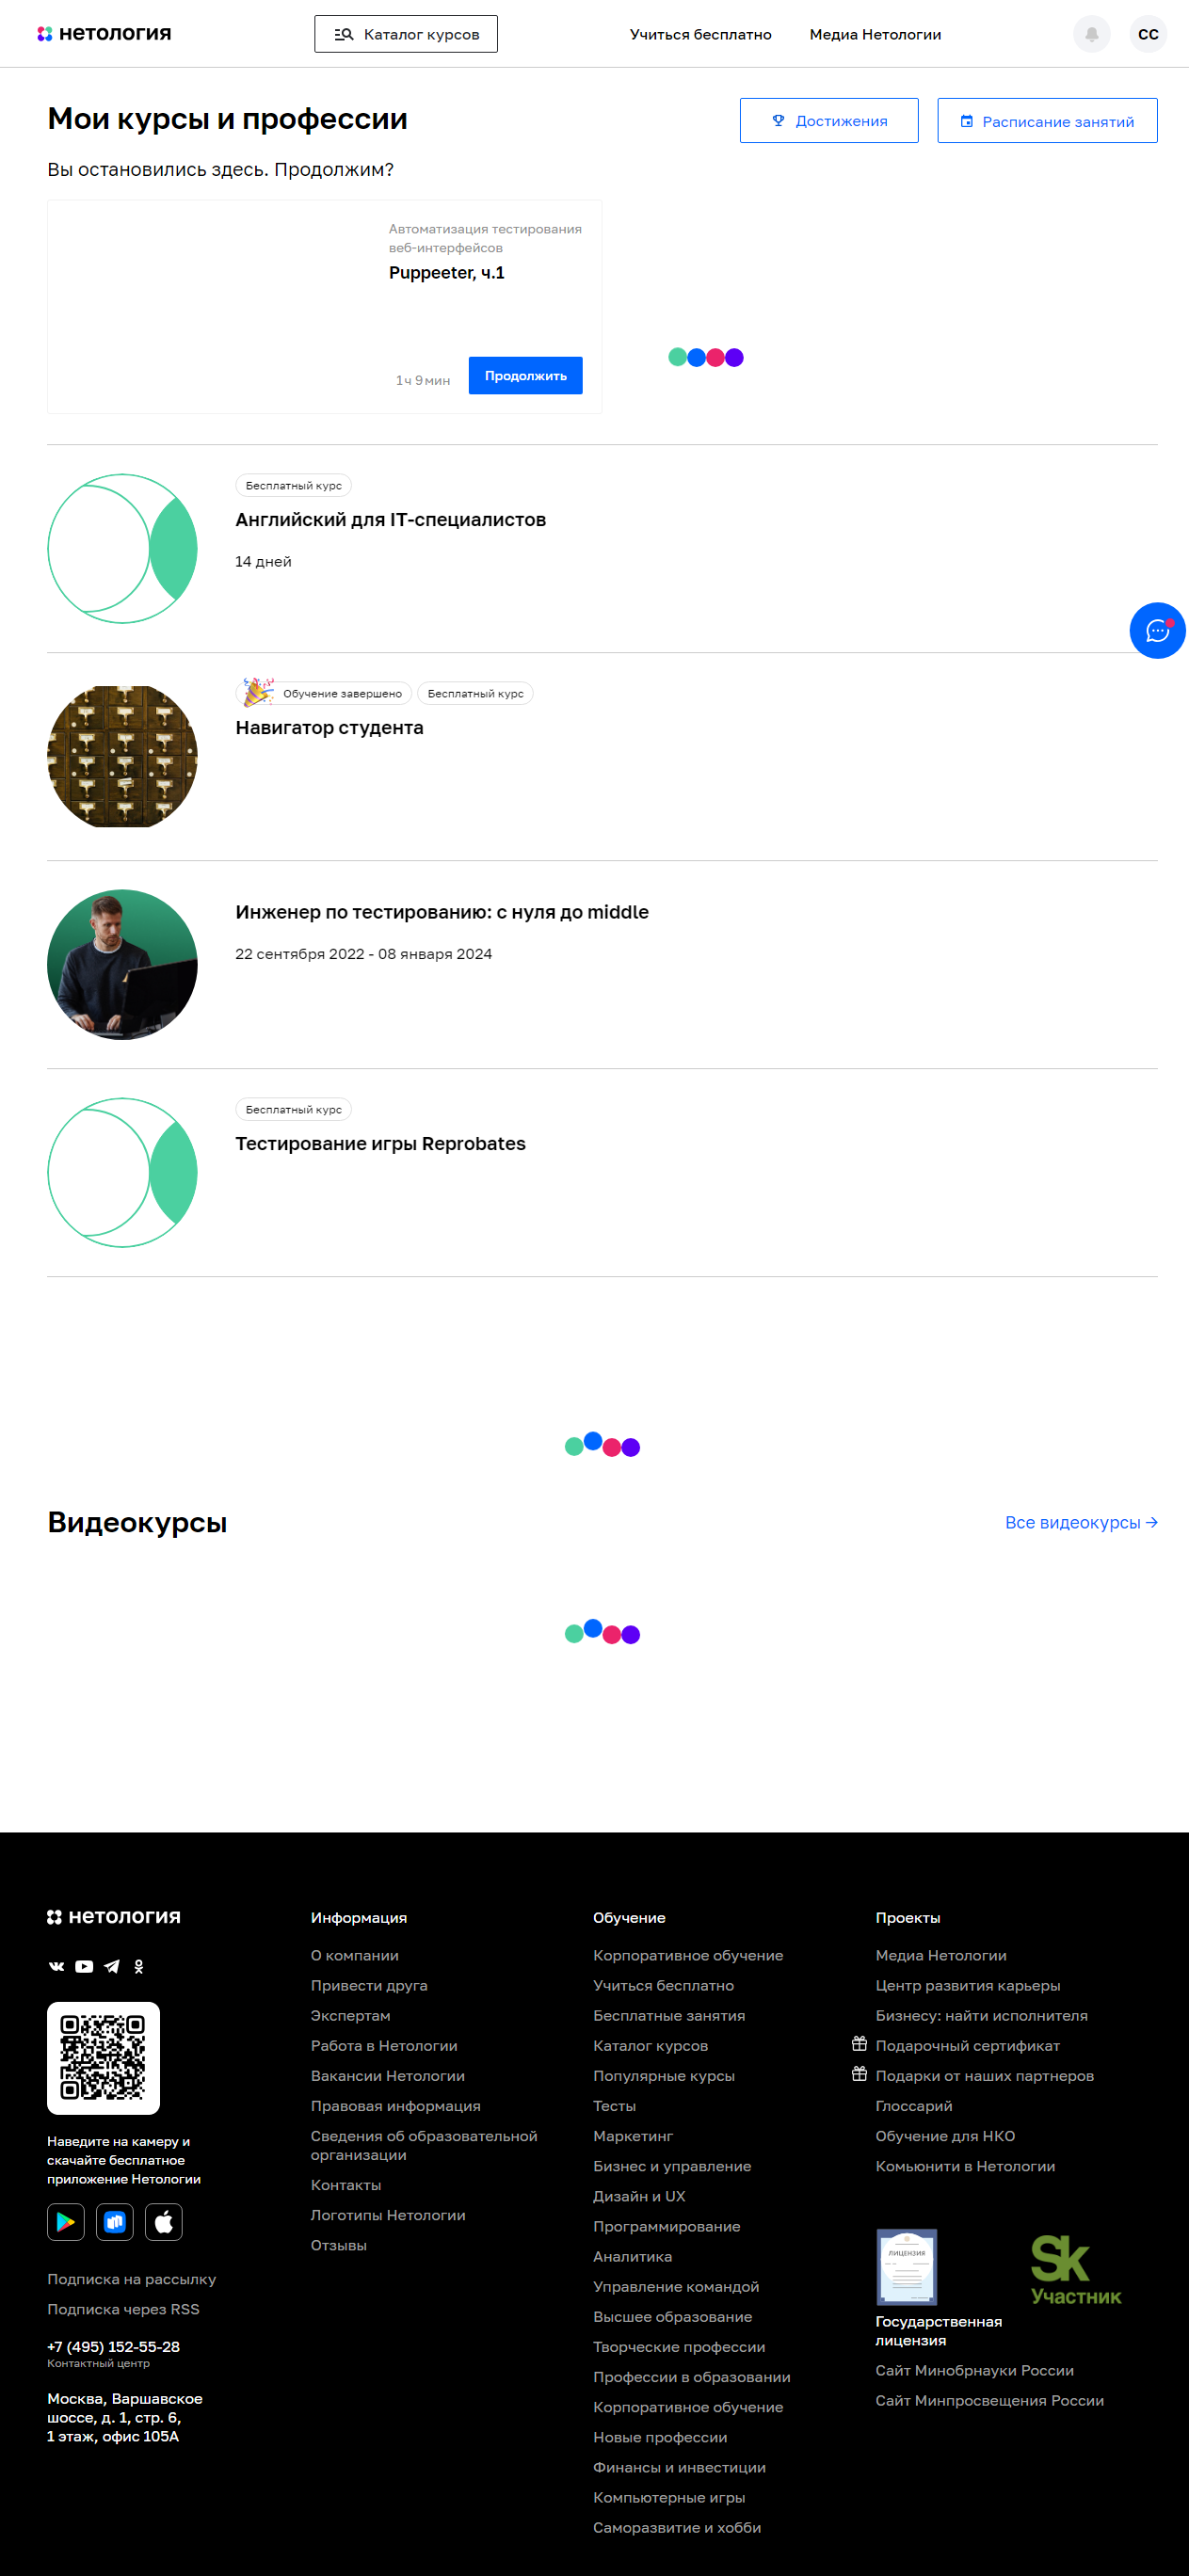 нетология
Каталог курсов
Учиться бесплатно
Медиа Нетологии
СС
Мои курсы и профессии
Достижения
Расписание занятий
Вы остановились здесь. Продолжим?
Автоматизация тестирования
веб-интерфейсов
Puppeeter, ч.1
1 ч 9 мин
Продолжить
Бесплатный курс
Английский для IT-специалистов
14 дней
Обучение завершено
Бесплатный курс
Навигатор студента
Инженер по тестированию: с нуля до middle
22 сентября 2022 - 08 января 2024
Бесплатный курс
Тестирование игры Reprobates
Видеокурсы
Все видеокурсы →
нетология
Наведите на камеру и
скачайте бесплатное
приложение Нетологии
Подписка на рассылку
Подписка через RSS
+7 (495) 152-55-28
Контактный центр
Москва, Варшавское
шоссе, д. 1, стр. 6,
1 этаж, офис 105А
Информация
О компании
Привести друга
Экспертам
Работа в Нетологии
Вакансии Нетологии
Правовая информация
Сведения об образовательной
организации
Контакты
Логотипы Нетологии
Отзывы
Обучение
Корпоративное обучение
Учиться бесплатно
Бесплатные занятия
Каталог курсов
Популярные курсы
Тесты
Маркетинг
Бизнес и управление
Дизайн и UX
Программирование
Аналитика
Управление командой
Высшее образование
Творческие профессии
Профессии в образовании
Корпоративное обучение
Новые профессии
Финансы и инвестиции
Компьютерные игры
Саморазвитие и хобби
Проекты
Медиа Нетологии
Центр развития карьеры
Бизнесу: найти исполнителя
Подарочный сертификат
Подарки от наших партнеров
Глоссарий
Обучение для НКО
Комьюнити в Нетологии
ЛИЦЕНЗИЯ
Государственная
лицензия
Sk
Участник
Сайт Минобрнауки России
Сайт Минпросвещения России